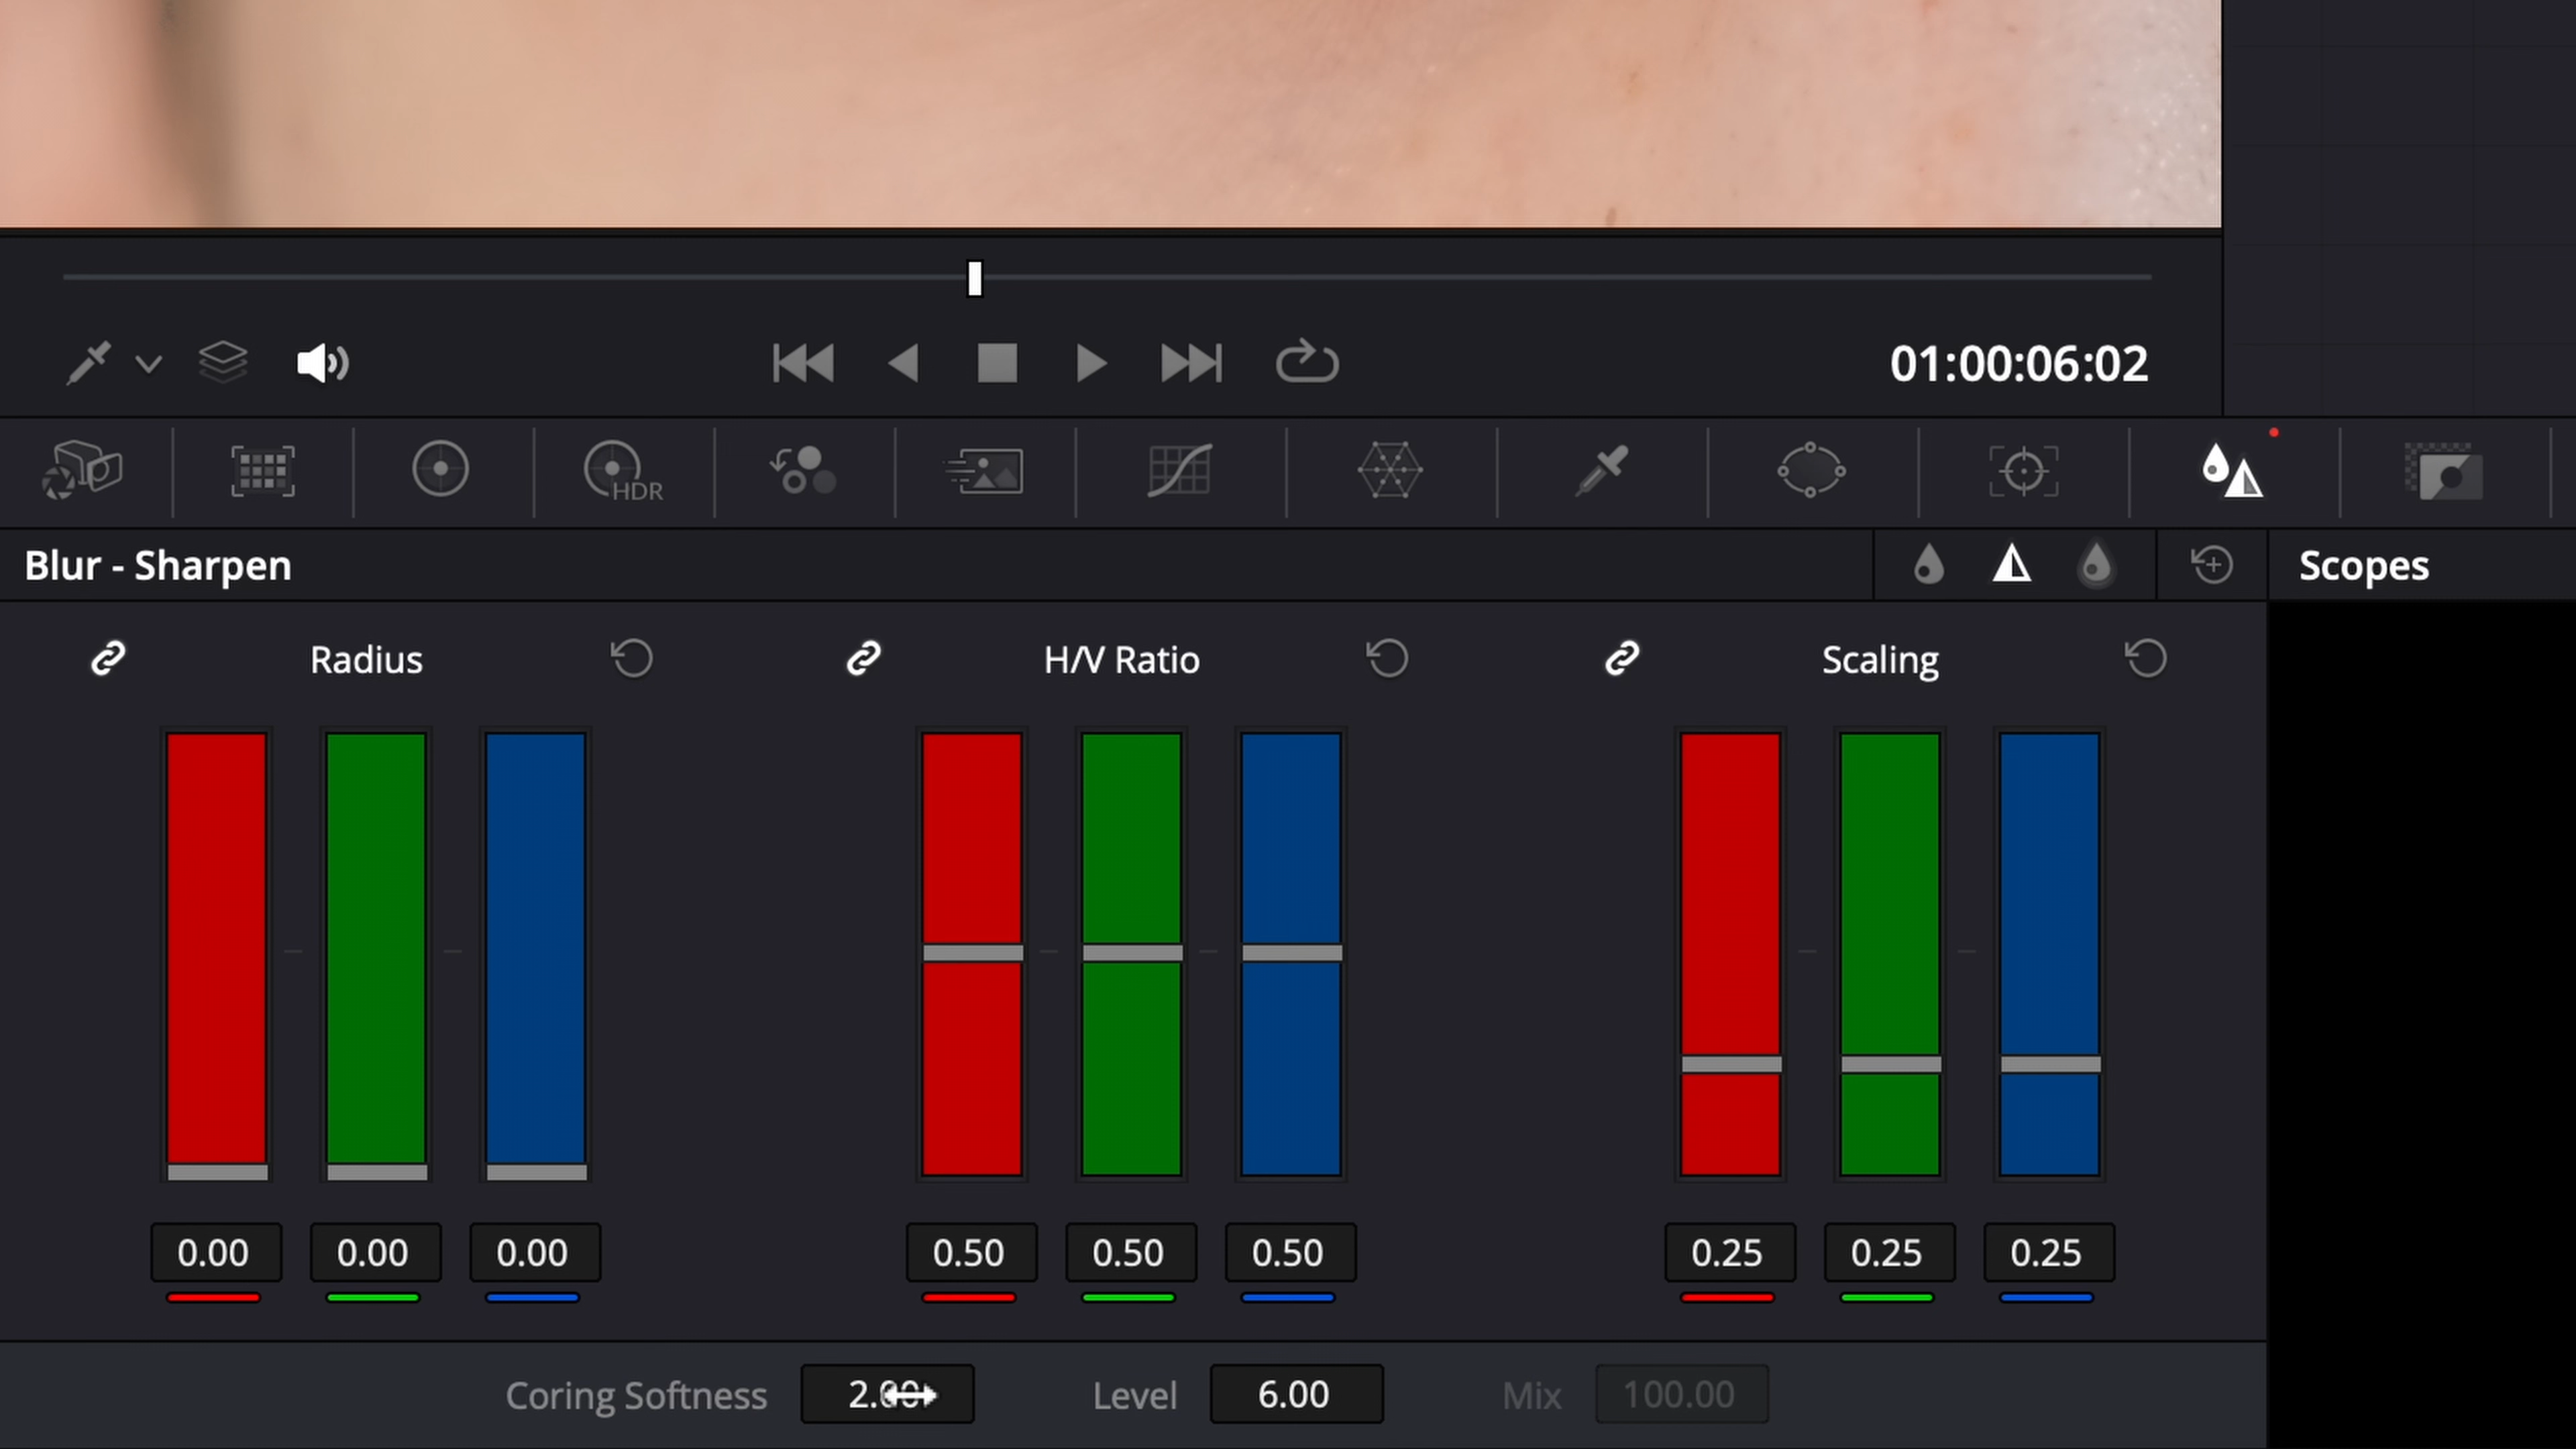 01:00:06:02
HDR
Blur - Sharpen
Scopes
Radius
H/V Ratio
Scaling
0.00 0.00 0.00
0.50 0.50 0.50
0.25 0.25 0.25
Coring Softness
Level 6.00
Mix 100.00